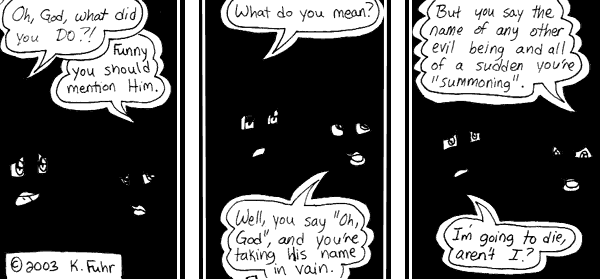 Oh, God, what did
you DO?!
Funny
you should
mention Him.
© 2003 K. Fuhr
What do you mean?
Well, you say "Oh,
God", and you're
taking His name
in vain.
But you say the
name of any other
evil being and all
of a sudden you're
"summoning".
I'm going to die,
aren't I?